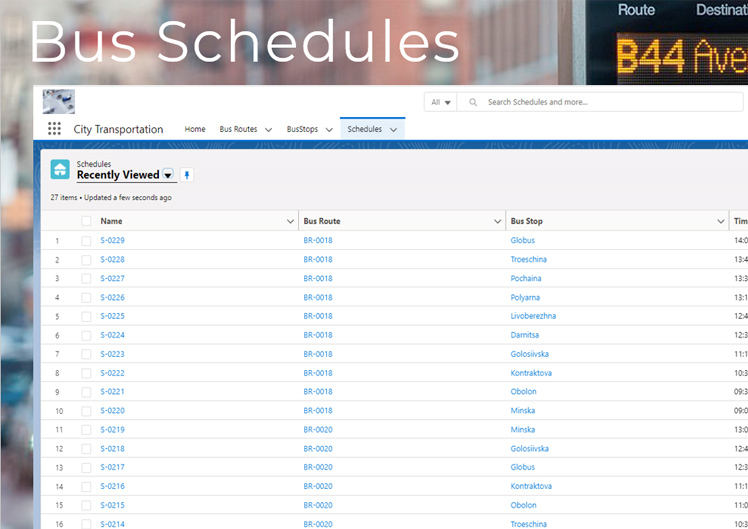 Bus Schedules
Route Destinat
B44 Ave
All Search Schedules and more...
City Transportation Home Bus Routes BusStops Schedules
Schedules
Recently Viewed
27 items • Updated a few seconds ago
Name Bus Route Bus Stop Tim
1 S-0229 BR-0018 Globus 14:0
2 S-0228 BR-0018 Troeschina 13:4
3 S-0227 BR-0018 Pochaina 13:3
4 S-0226 BR-0018 Polyarna 13:1
5 S-0225 BR-0018 Livoberezhna 12:4
6 S-0224 BR-0018 Darnitsa 12:3
7 S-0223 BR-0018 Golosiivska 11:1
8 S-0222 BR-0018 Kontraktova 10:3
9 S-0221 BR-0018 Obolon 09:3
10 S-0220 BR-0018 Minska 09:0
11 S-0219 BR-0020 Minska 13:0
12 S-0218 BR-0020 Golosiivska 12:4
13 S-0217 BR-0020 Globus 12:3
14 S-0216 BR-0020 Kontraktova 11:1
15 S-0215 BR-0020 Obolon 11:0
16 S-0214 BR-0020 Troeschina 10:3